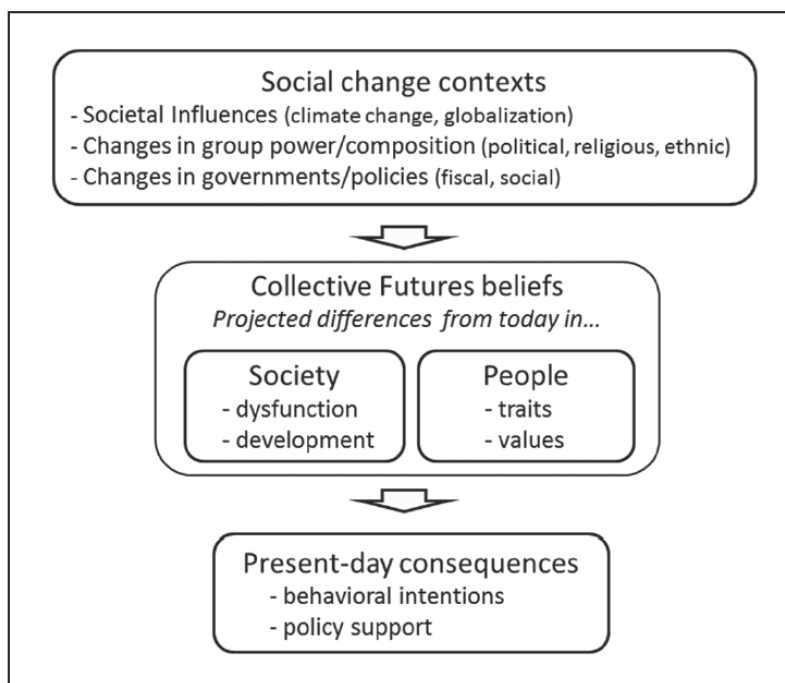 Social change contexts
- Societal Influences (climate change, globalization)
- Changes in group power/composition (political, religious, ethnic)
- Changes in governments/policies (fiscal, social)
Collective Futures beliefs
Projected differences from today in...
Society
- dysfunction
- development
People
- traits
- values
Present-day consequences
- behavioral intentions
- policy support